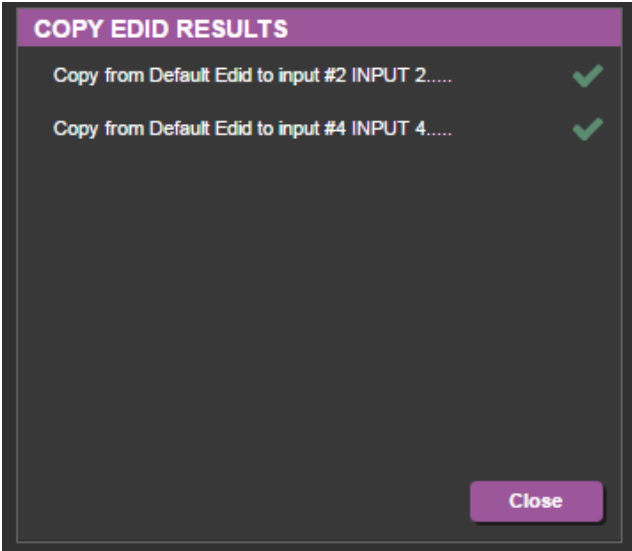 COPY EDID RESULTS
Copy from Default Edid to input #2 INPUT 2.....
Copy from Default Edid to input #4 INPUT 4.....
Close